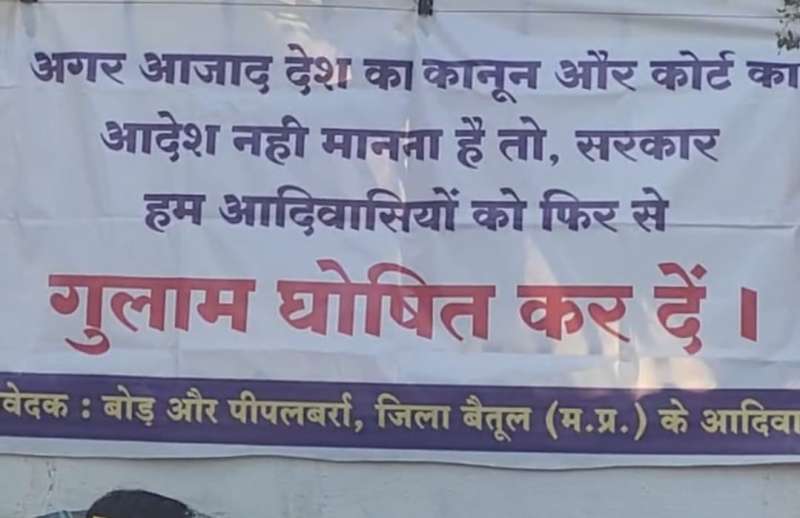 अगर आजाद देश का कानून और कोर्ट का
आदेश नही मानना है तो, सरकार
हम आदिवासियों को फिर से
गुलाम घोषित कर दें ।
वेदक : बोड़ और पीपलबर्रा, जिला बैतूल (म.प्र.) के आदिवा